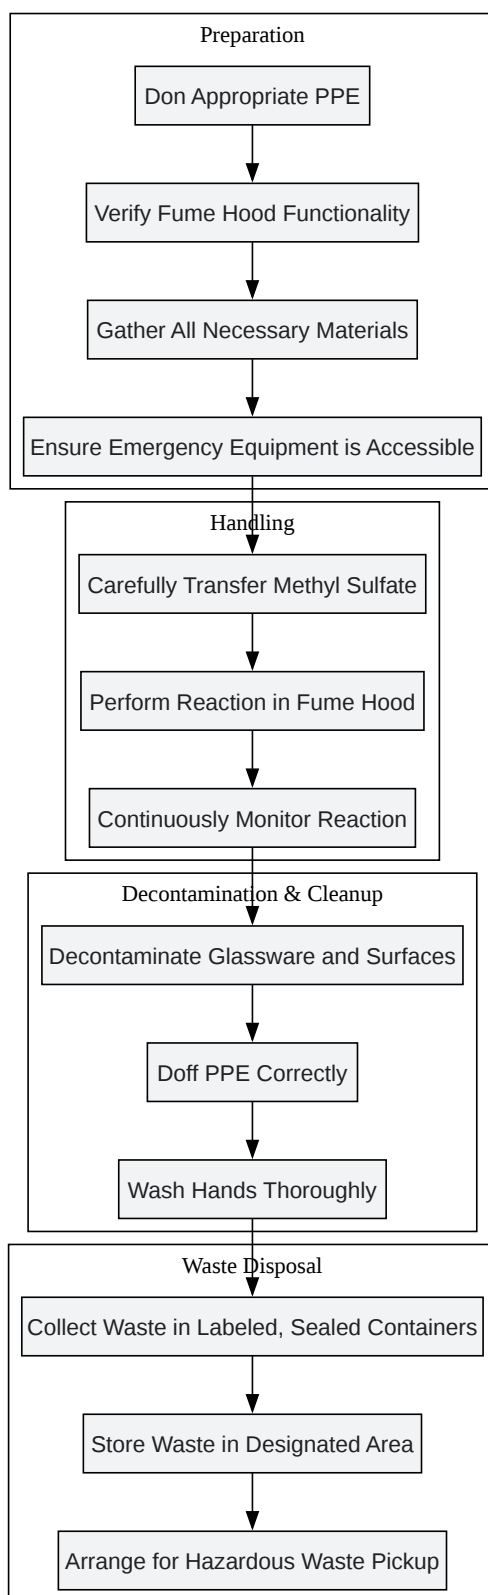 Preparation
Don Appropriate PPE
Verify Fume Hood Functionality
Gather All Necessary Materials
Ensure Emergency Equipment is Accessible
Handling
Carefully Transfer Methyl Sulfate
Perform Reaction in Fume Hood
Continuously Monitor Reaction
Decontamination & Cleanup
Decontaminate Glassware and Surfaces
Doff PPE Correctly
Wash Hands Thoroughly
Waste Disposal
Collect Waste in Labeled, Sealed Containers
Store Waste in Designated Area
Arrange for Hazardous Waste Pickup